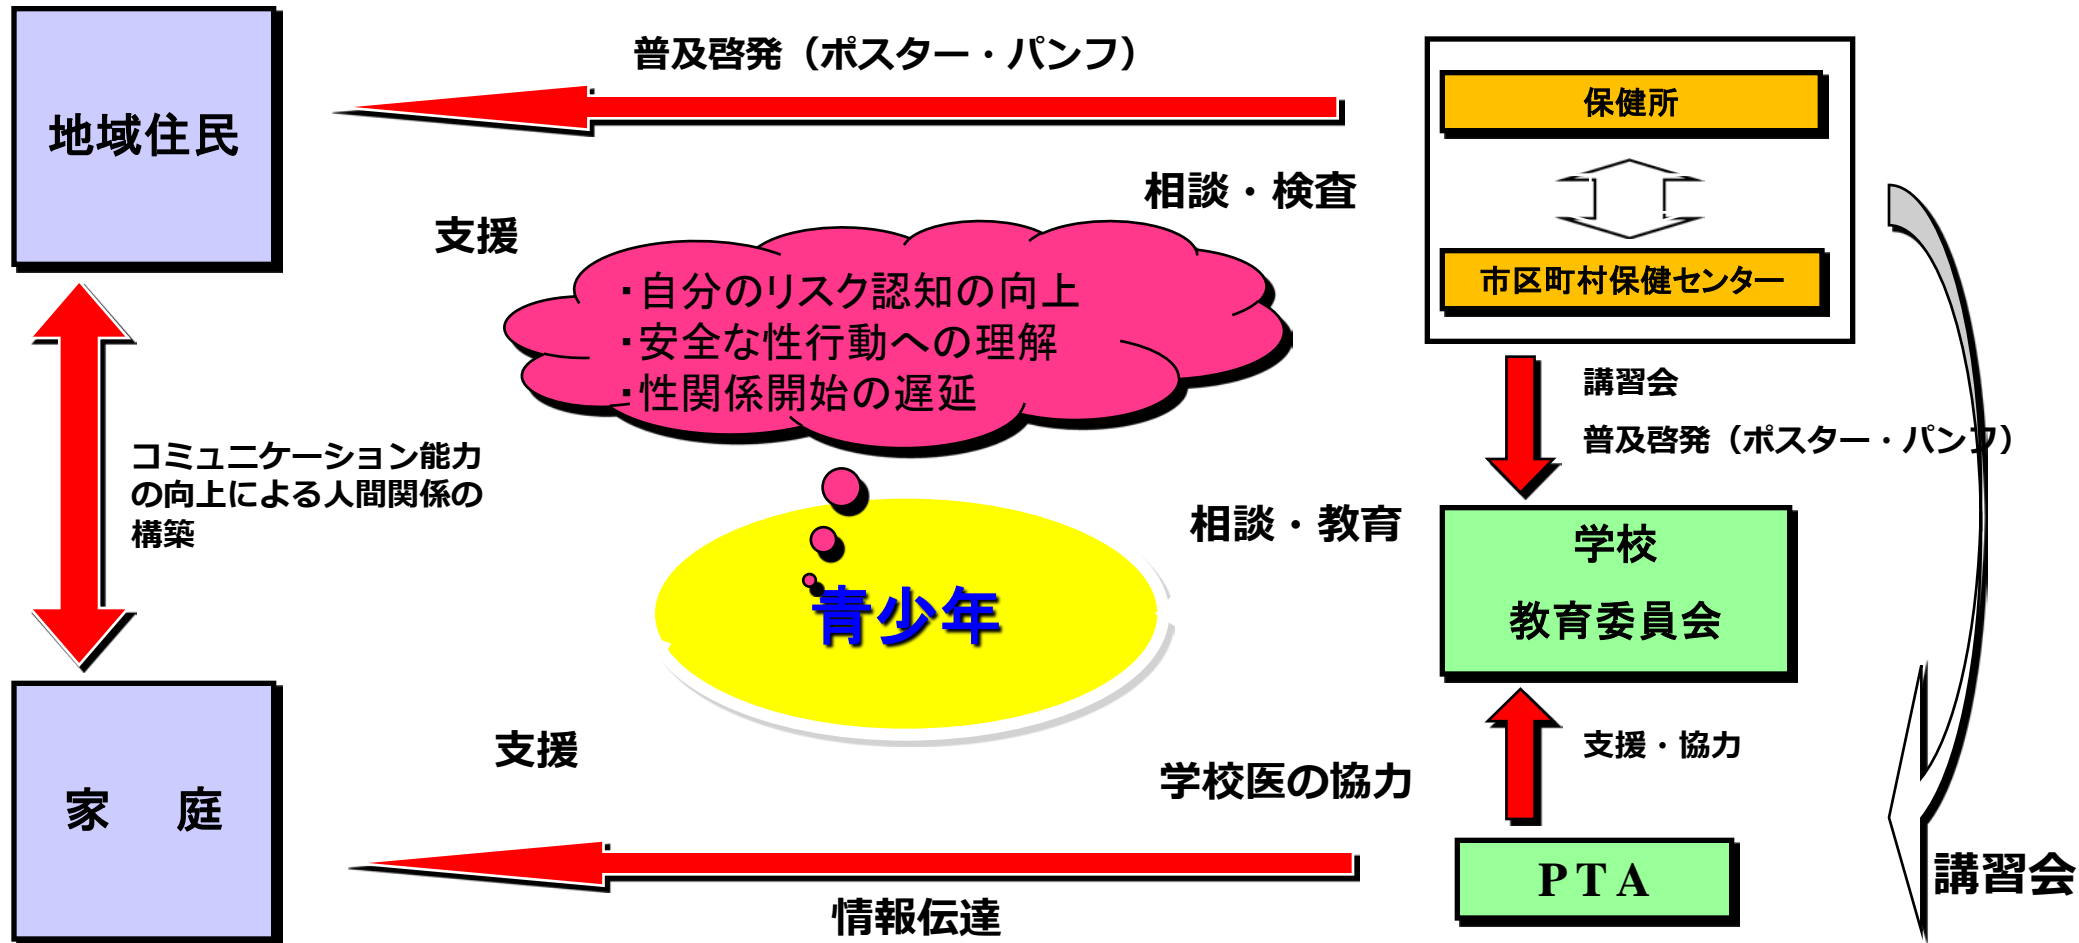 普及啓発（ポスター・パンフ）
地域住民
保健所
相談・検査
支援
市区町村保健センター
・自分のリスク認知の向上
・安全な性行動への理解
・性関係開始の遅延
講習会
普及啓発（ポスター・パンフ）
コミュニケーション能力
の向上による人間関係の
構築
相談・教育
学校
教育委員会
青少年
支援
支援・協力
学校医の協力
家　庭
PTA
講習会
情報伝達